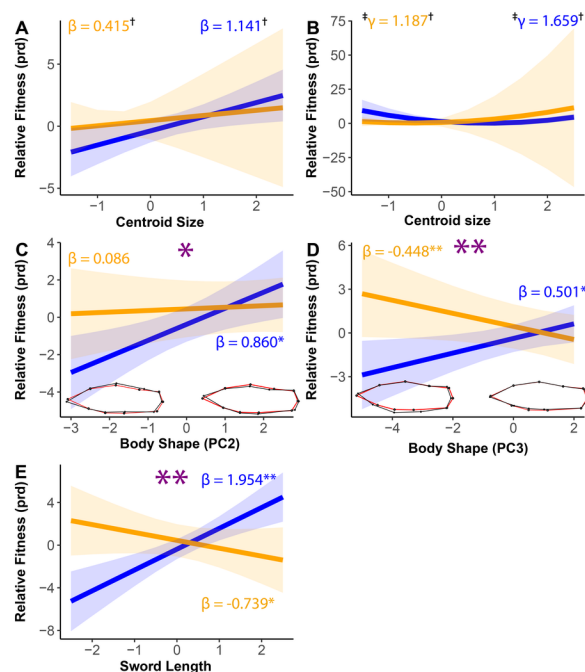 A
β = 0.415†
β = 1.141†
Relative Fitness (prd)
5
0
−5
−1
0
1
2
Centroid Size
B
‡γ = 1.187†
‡γ = 1.659†
Relative Fitness (prd)
75
50
25
0
−25
−50
−1
0
1
2
Centroid size
C
β = 0.086
*
β = 0.860*
Relative Fitness (prd)
4
2
0
−2
−4
−3
−2
−1
0
1
2
Body Shape (PC2)
D
β = -0.448**
**
β = 0.501*
Relative Fitness (prd)
6
3
0
−3
−4
−2
0
2
Body Shape (PC3)
E
**
β = 1.954**
β = -0.739*
Relative Fitness (prd)
4
0
−4
−8
−2
−1
0
1
2
Sword Length